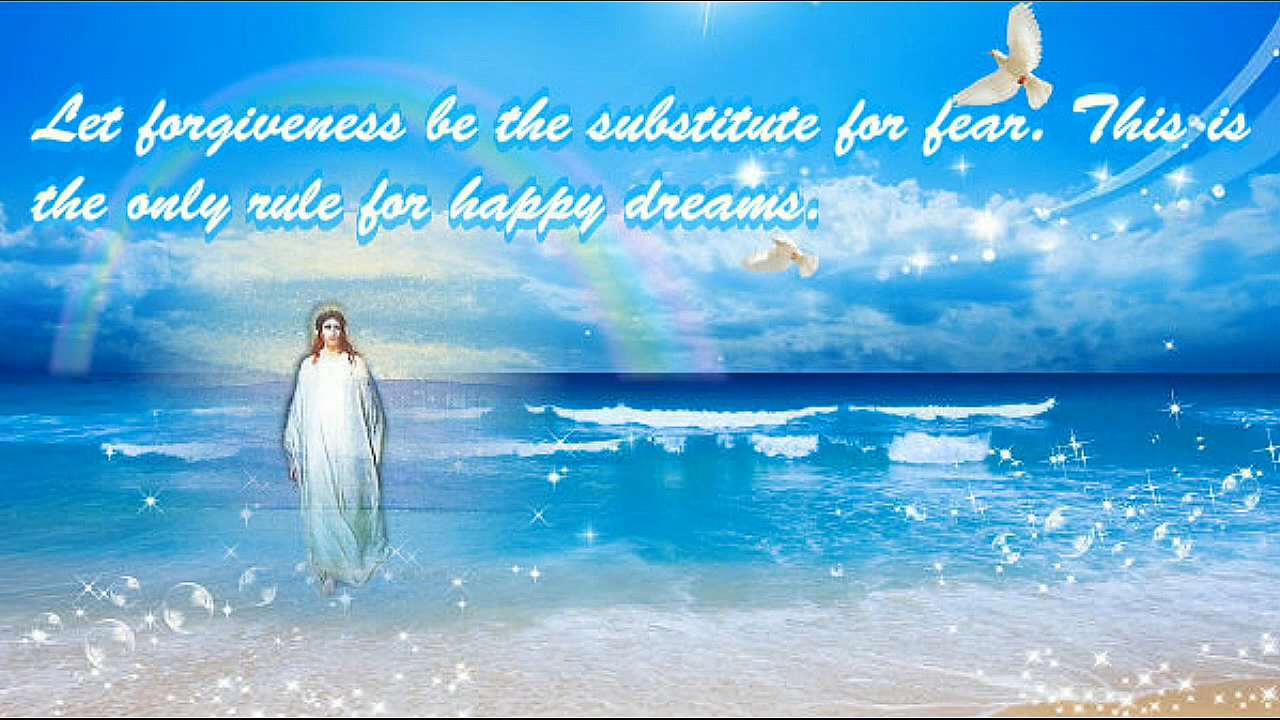 Let forgiveness be the substitute for fear. This is
the only rule for happy dreams.